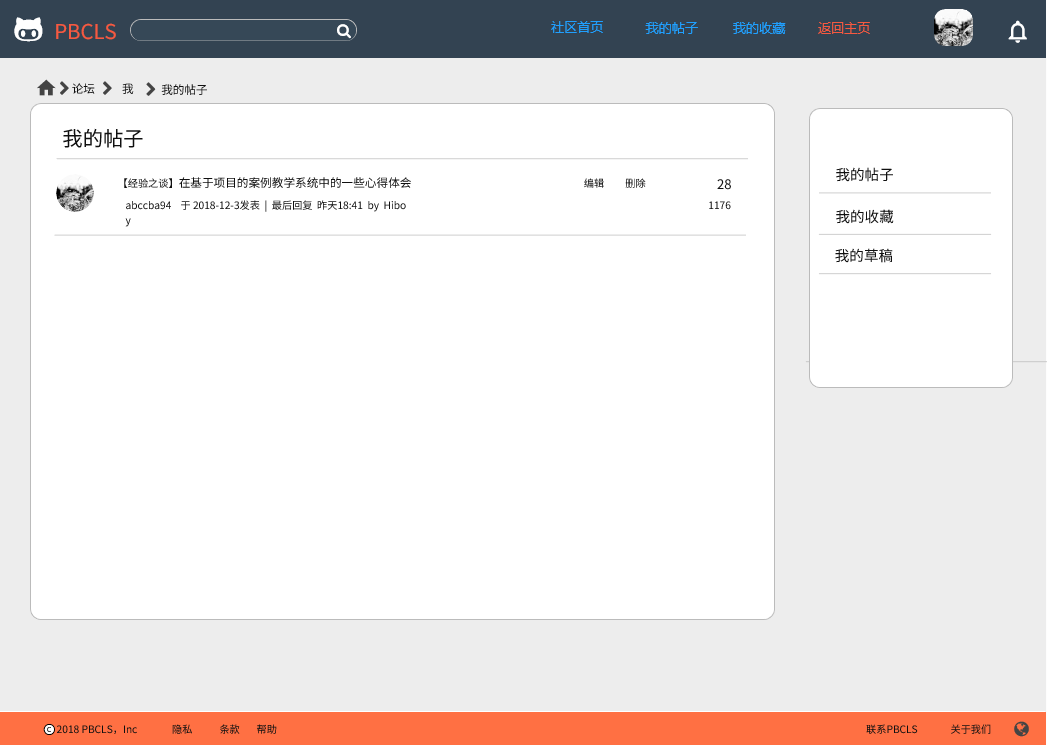 PBCLS 社区首页 我的帖子 我的收藏 返回主页
论坛 我 我的帖子
我的帖子
【经验之谈】在基于项目的案例教学系统中的一些心得体会 编辑 删除 28
abccba94 于 2018-12-3发表 | 最后回复 昨天18:41 by Hibo 1176
y
我的帖子
我的收藏
我的草稿
©2018 PBCLS，Inc 隐私 条款 帮助 联系PBCLS 关于我们